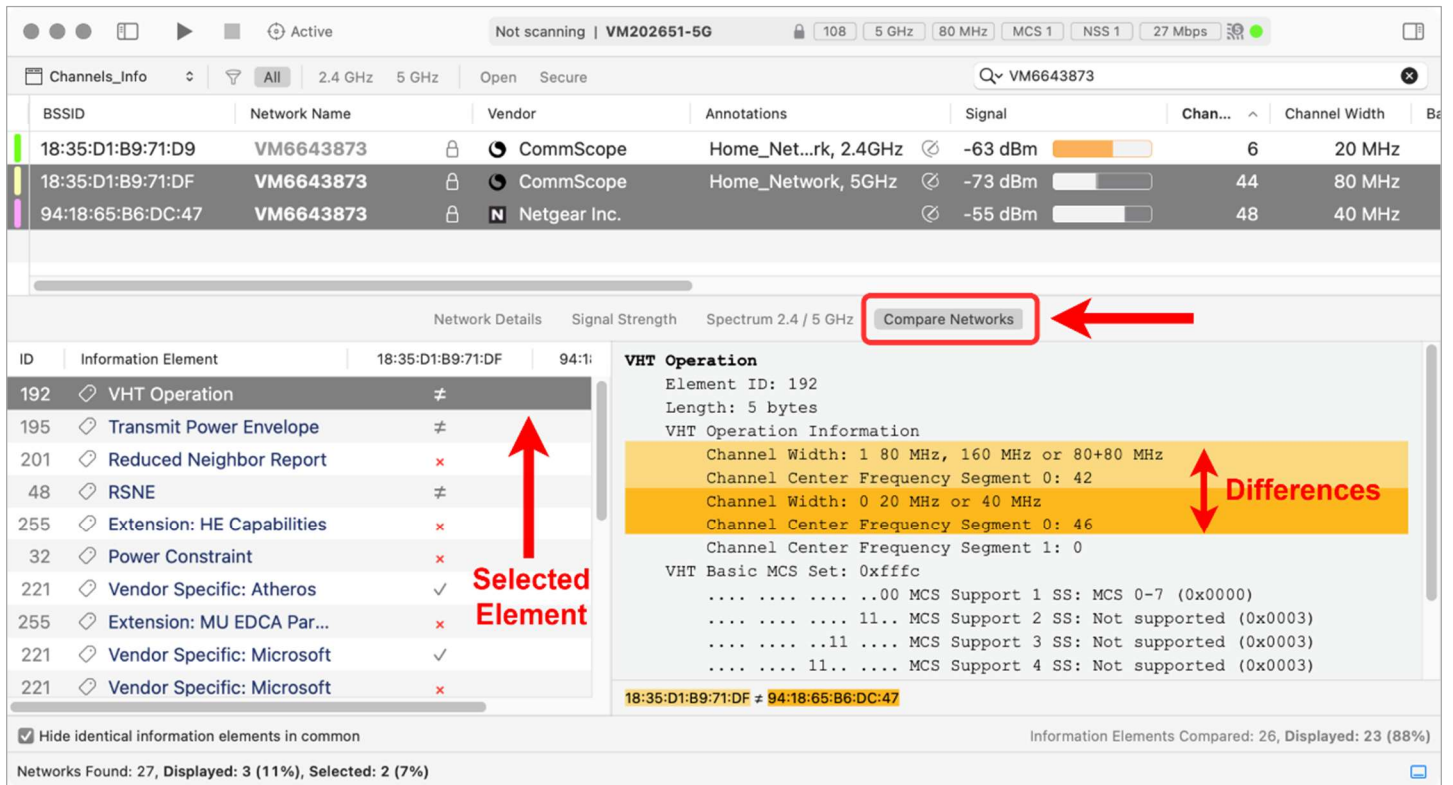 Active
Not scanning | VM202651-5G 108 5 GHz 80 MHz MCS 1 NSS 1 27 Mbps
Channels_Info All 2.4 GHz 5 GHz Open Secure VM6643873
BSSID Network Name Vendor Annotations Signal Chan... Channel Width Ba
18:35:D1:B9:71:D9 VM6643873 CommScope Home_Net...rk, 2.4GHz -63 dBm 6 20 MHz
18:35:D1:B9:71:DF VM6643873 CommScope Home_Network, 5GHz -73 dBm 44 80 MHz
94:18:65:B6:DC:47 VM6643873 N Netgear Inc. -55 dBm 48 40 MHz
Network Details Signal Strength Spectrum 2.4 / 5 GHz Compare Networks
ID Information Element 18:35:D1:B9:71:DF 94:1
192 VHT Operation ≠
195 Transmit Power Envelope ≠
201 Reduced Neighbor Report ×
48 RSNE ≠
255 Extension: HE Capabilities ×
32 Power Constraint ×
221 Vendor Specific: Atheros ✓
255 Extension: MU EDCA Par... ×
221 Vendor Specific: Microsoft ✓
221 Vendor Specific: Microsoft ×
Selected
Element
VHT Operation
Element ID: 192
Length: 5 bytes
VHT Operation Information
Channel Width: 1 80 MHz, 160 MHz or 80+80 MHz
Channel Center Frequency Segment 0: 42
Channel Width: 0 20 MHz or 40 MHz
Channel Center Frequency Segment 0: 46
Differences
Channel Center Frequency Segment 1: 0
VHT Basic MCS Set: 0xfffc
.... .... .... ..00 MCS Support 1 SS: MCS 0-7 (0x0000)
.... .... .... 11.. MCS Support 2 SS: Not supported (0x0003)
.... .... ..11 .... MCS Support 3 SS: Not supported (0x0003)
.... .... 11.. .... MCS Support 4 SS: Not supported (0x0003)
18:35:D1:B9:71:DF ≠ 94:18:65:B6:DC:47
Hide identical information elements in common
Information Elements Compared: 26, Displayed: 23 (88%)
Networks Found: 27, Displayed: 3 (11%), Selected: 2 (7%)